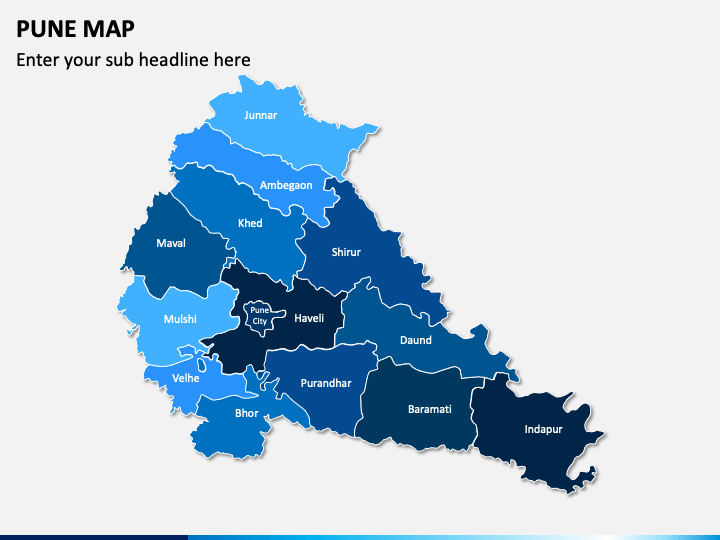 PUNE MAP
Enter your sub headline here
Junnar
Ambegaon
Khed
Maval
Shirur
Mulshi
Pune
City
Haveli
Daund
Velhe
Purandhar
Bhor
Baramati
Indapur